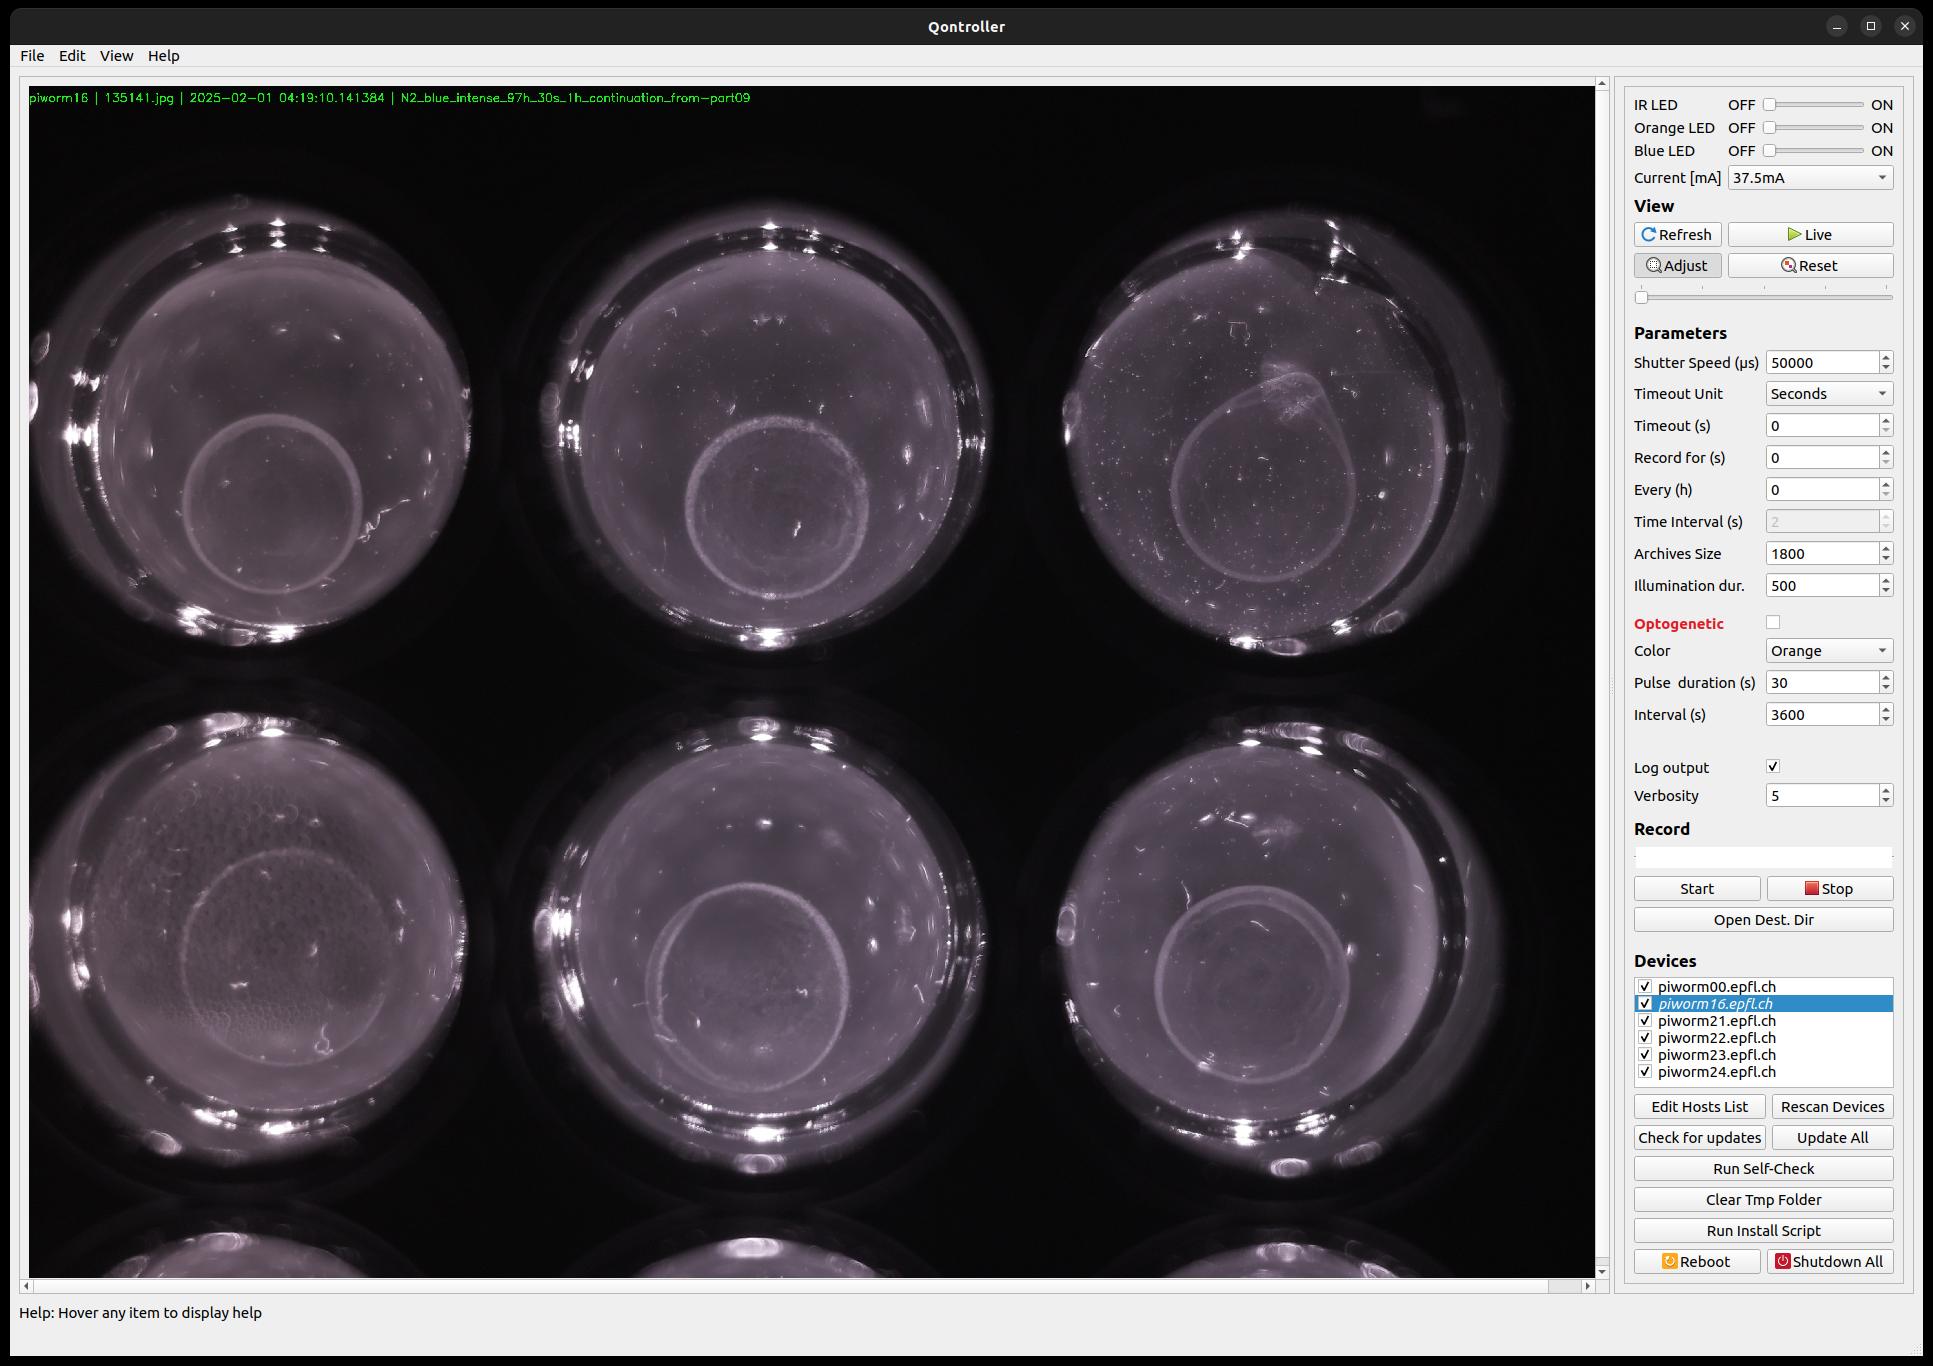 Qontroller
File Edit View Help
piworm16 | 135141.jpg | 2025-02-01 04:19:10.141384 | N2_blue_intense_97h_30s_1h_continuation_from-part09
IR LED OFF ON
Orange LED OFF ON
Blue LED OFF ON
Current [mA] 37.5mA
View
Refresh Live
Adjust Reset
Parameters
Shutter Speed (µs) 50000
Timeout Unit Seconds
Timeout (s) 0
Record for (s) 0
Every (h) 0
Time Interval (s) 2
Archives Size 1800
Illumination dur. 500
Optogenetic
Color Orange
Pulse duration (s) 30
Interval (s) 3600
Log output
Verbosity 5
Record
Start Stop
Open Dest. Dir
Devices
piworm00.epfl.ch
piworm16.epfl.ch
piworm21.epfl.ch
piworm22.epfl.ch
piworm23.epfl.ch
piworm24.epfl.ch
Edit Hosts List Rescan Devices
Check for updates Update All
Run Self-Check
Clear Tmp Folder
Run Install Script
Reboot Shutdown All
Help: Hover any item to display help